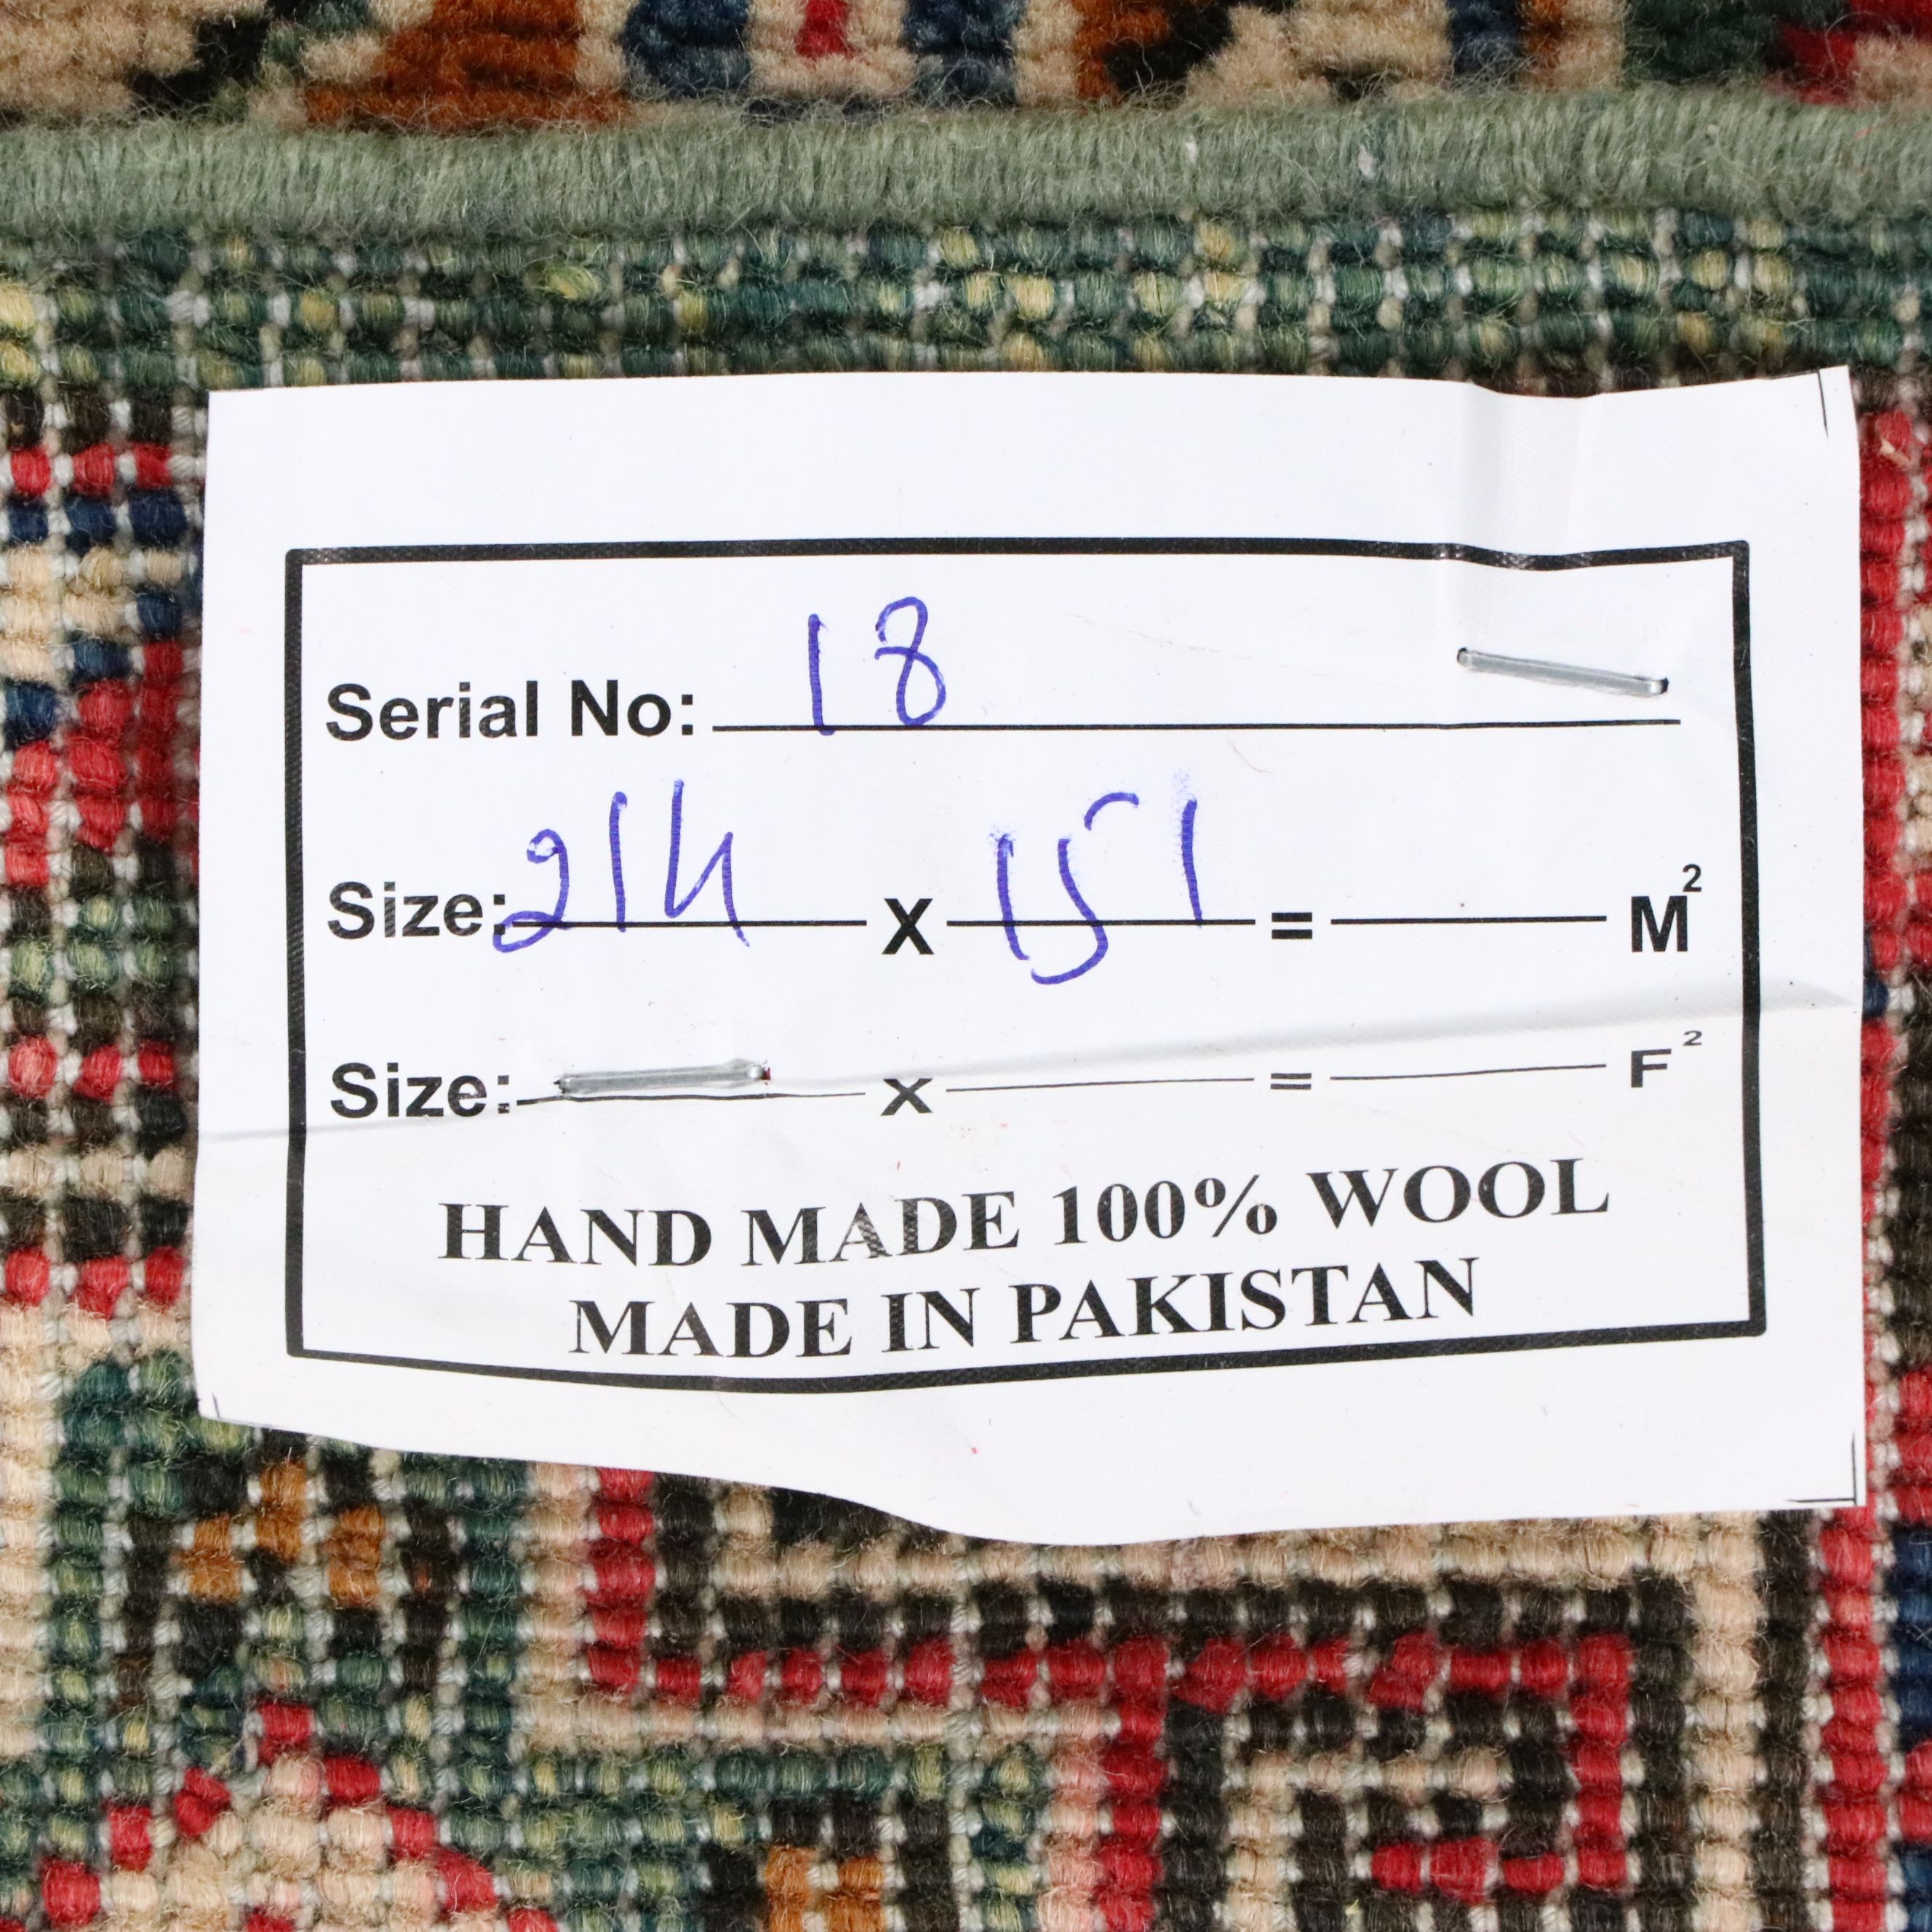 Serial No: 18
Size: 214 X 151 = M²
Size: X = F²
HAND MADE 100% WOOL
MADE IN PAKISTAN